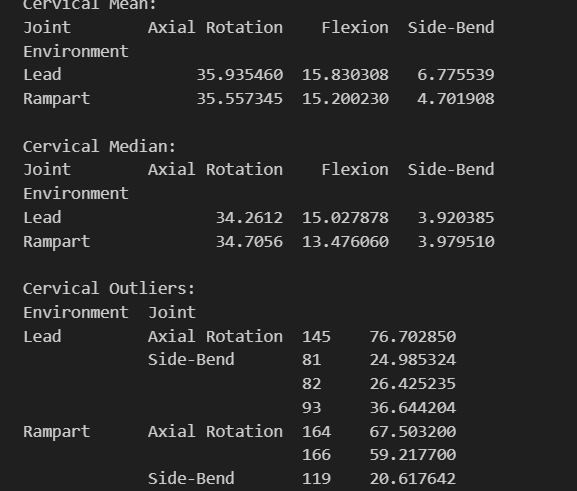 Cervical Mean:
Joint Axial Rotation Flexion Side-Bend
Environment
Lead 35.935460 15.830308 6.775539
Rampart 35.557345 15.200230 4.701908
Cervical Median:
Joint Axial Rotation Flexion Side-Bend
Environment
Lead 34.2612 15.027878 3.920385
Rampart 34.7056 13.476060 3.979510
Cervical Outliers:
Environment Joint
Lead Axial Rotation 145 76.702850
Side-Bend 81 24.985324
82 26.425235
93 36.644204
Rampart Axial Rotation 164 67.503200
166 59.217700
Side-Bend 119 20.617642